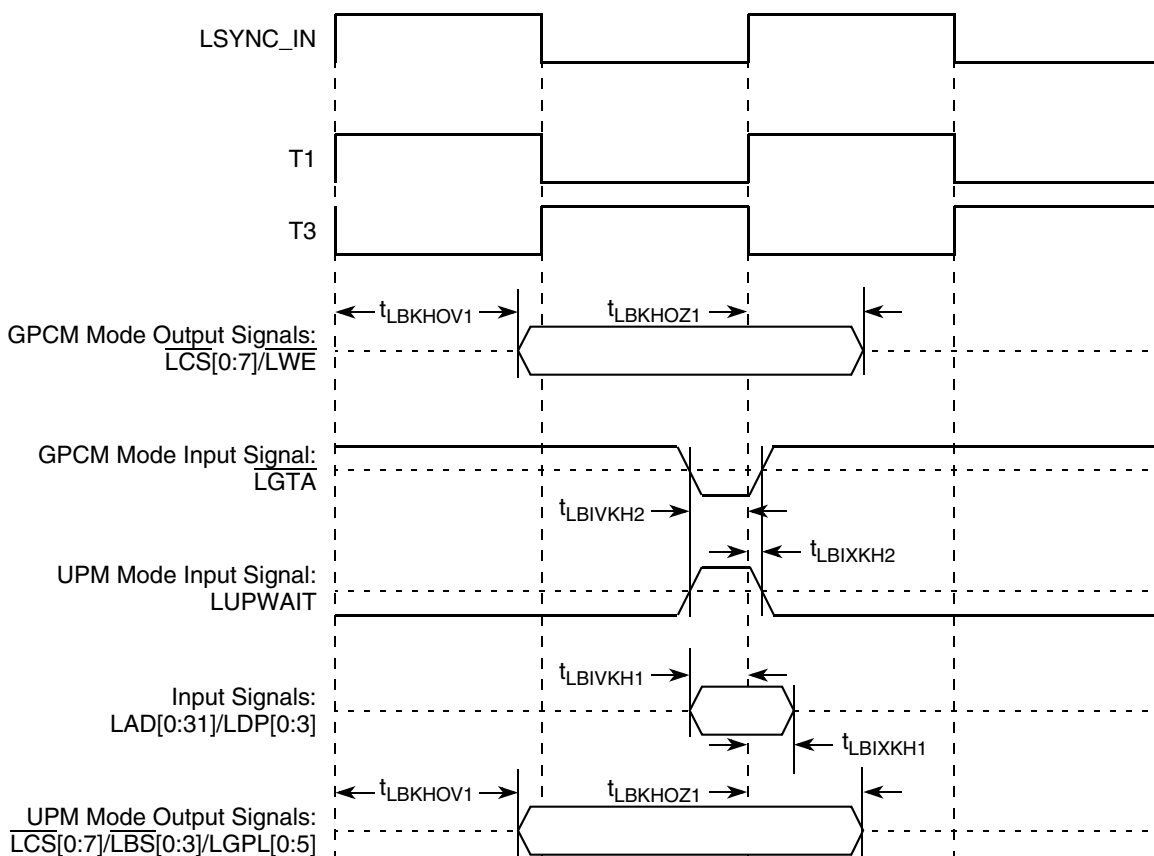 LSYNC_IN
T1
T3
tLBKHOV1
tLBKHOZ1
GPCM Mode Output Signals:
LCS[0:7]/LWE
GPCM Mode Input Signal:
LGTA
tLBIVKH2
tLBIXKH2
UPM Mode Input Signal:
LUPWAIT
tLBIVKH1
Input Signals:
LAD[0:31]/LDP[0:3]
tLBIXKH1
tLBKHOV1
tLBKHOZ1
UPM Mode Output Signals:
LCS[0:7]/LBS[0:3]/LGPL[0:5]